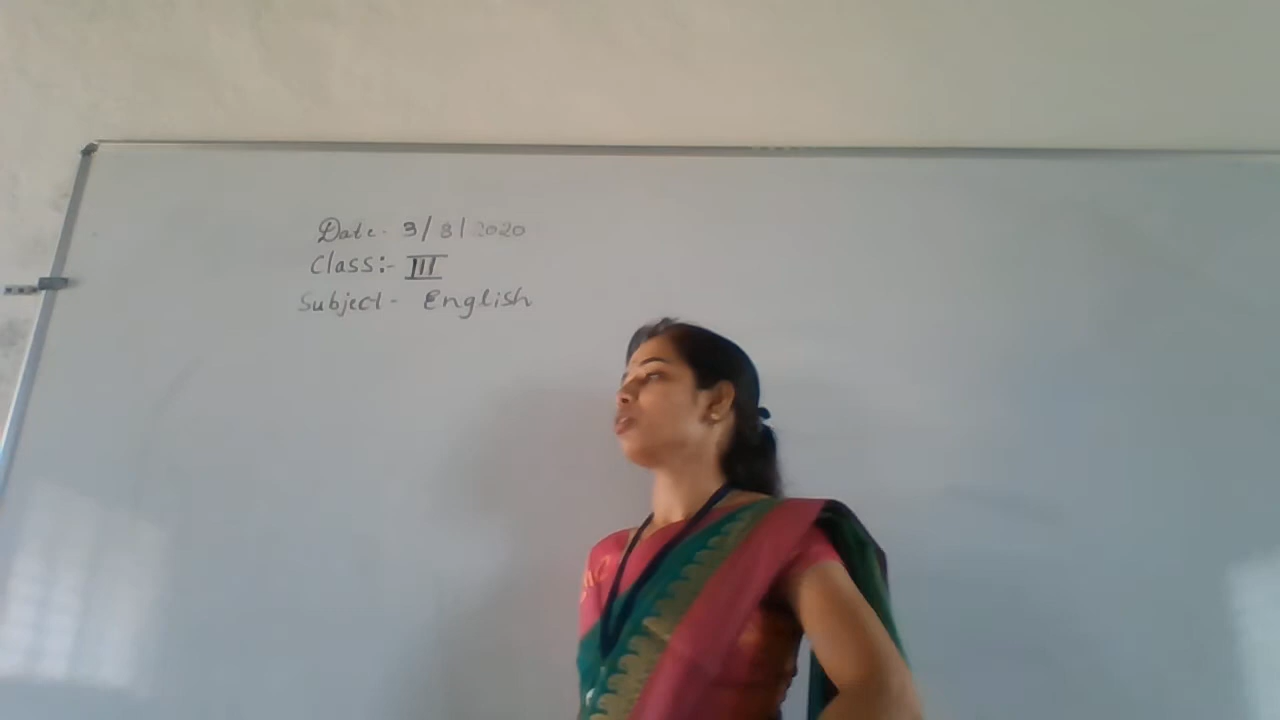 Date - 3/8/2020
Class:- III
Subject - English